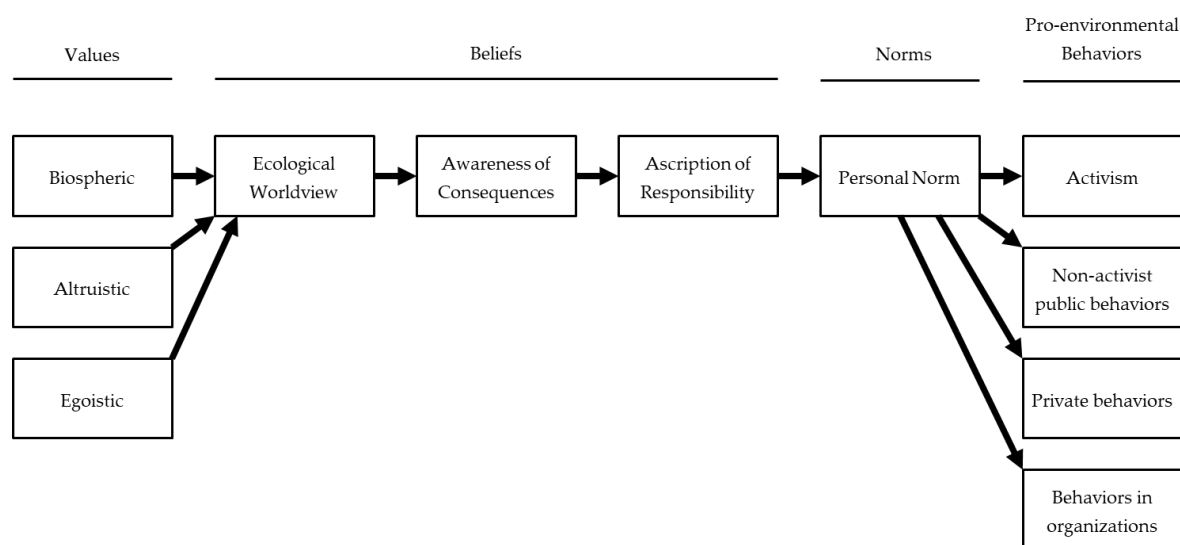 Pro-environmental
Values
Beliefs
Norms
Behaviors
Biospheric
Ecological
Worldview
Awareness of
Consequences
Ascription of
Responsibility
Personal Norm
Activism
Altruistic
Non-activist
public behaviors
Egoistic
Private behaviors
Behaviors in
organizations